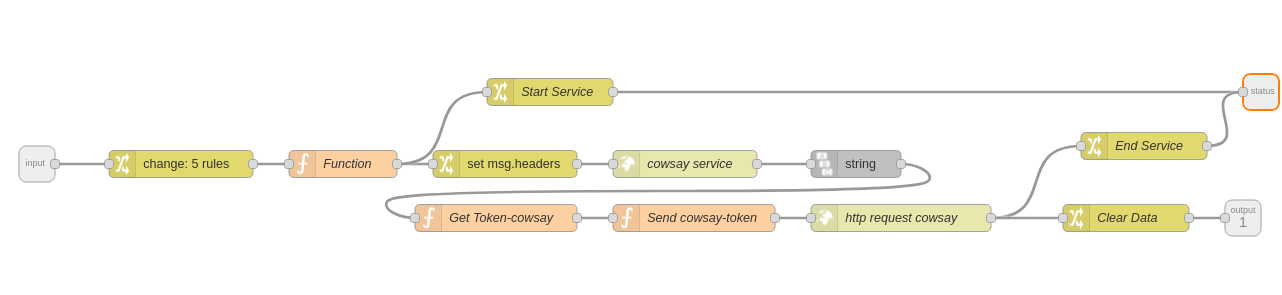 Start Service
status
End Service
input
change: 5 rules
Function
set msg.headers
cowsay service
string
Get Token-cowsay
Send cowsay-token
http request cowsay
Clear Data
output
1